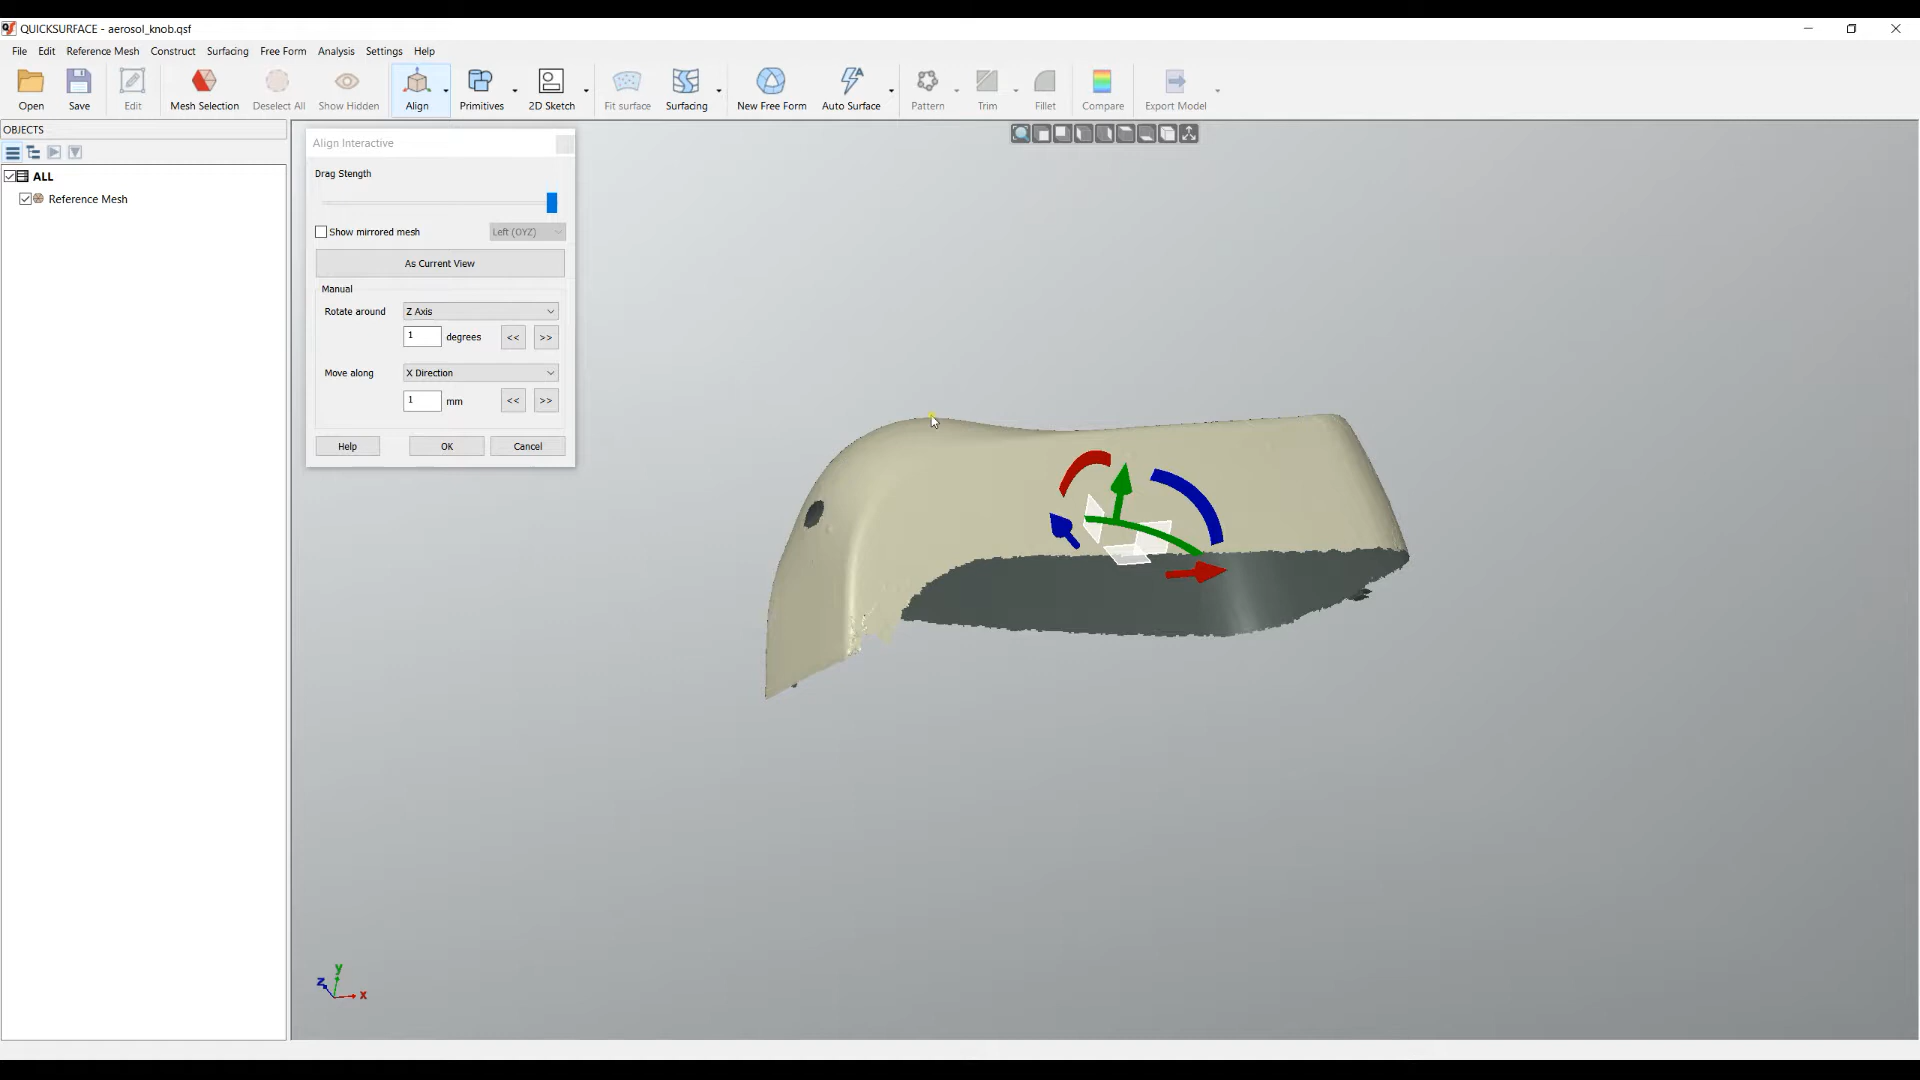 QUICKSURFACE - aerosol_knob.qsf
File Edit Reference Mesh Construct Surfacing Free Form Analysis Settings Help
Open Save Edit Mesh Selection Deselect All Show Hidden Align Primitives 2D Sketch Fit surface Surfacing New Free Form Auto Surface Pattern Trim Fillet Compare Export Model
OBJECTS
ALL
Reference Mesh
Align Interactive
Drag Stength
Show mirrored mesh Left (OYZ)
As Current View
Manual
Rotate around Z Axis
1 degrees << >>
Move along X Direction
1 mm << >>
Help OK Cancel
y
z
x